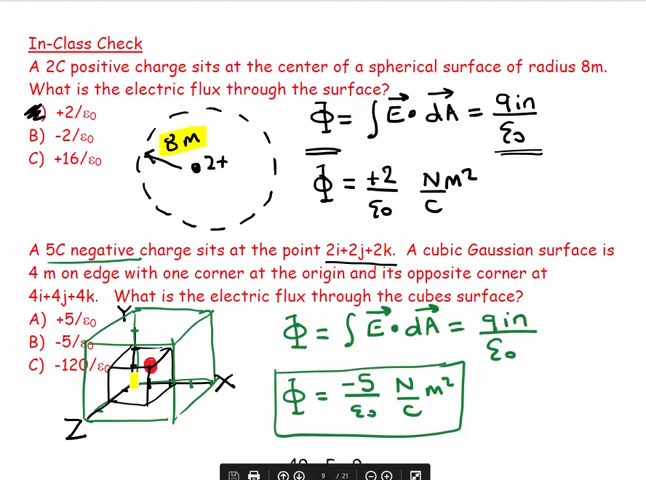 In-Class Check
A 2C positive charge sits at the center of a spherical surface of radius 8m.
What is the electric flux through the surface?
+2/ε₀
B) -2/ε₀
C) +16/ε₀
8 m
2+
Φ = ∫ E⃗ • dA⃗ = qin/ε₀
Φ = +2/ε₀ Nm²/C
A 5C negative charge sits at the point 2i+2j+2k. A cubic Gaussian surface is
4 m on edge with one corner at the origin and its opposite corner at
4i+4j+4k. What is the electric flux through the cubes surface?
A) +5/ε₀
B) -5/ε₀
C) -120/ε₀
Y
X
Z
Φ = ∫ E⃗ • dA⃗ = qin/ε₀
Φ = -5/ε₀ N/C m²
9 / 21